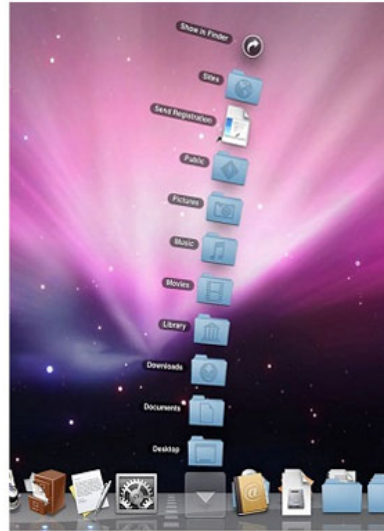 Show in Finder
Sites
Send Registration
Public
Pictures
Music
Movies
Library
Downloads
Documents
Desktop
@